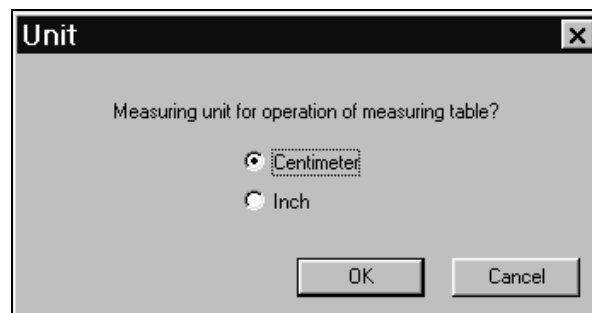 Unit
Measuring unit for operation of measuring table?
Centimeter
Inch
OK Cancel